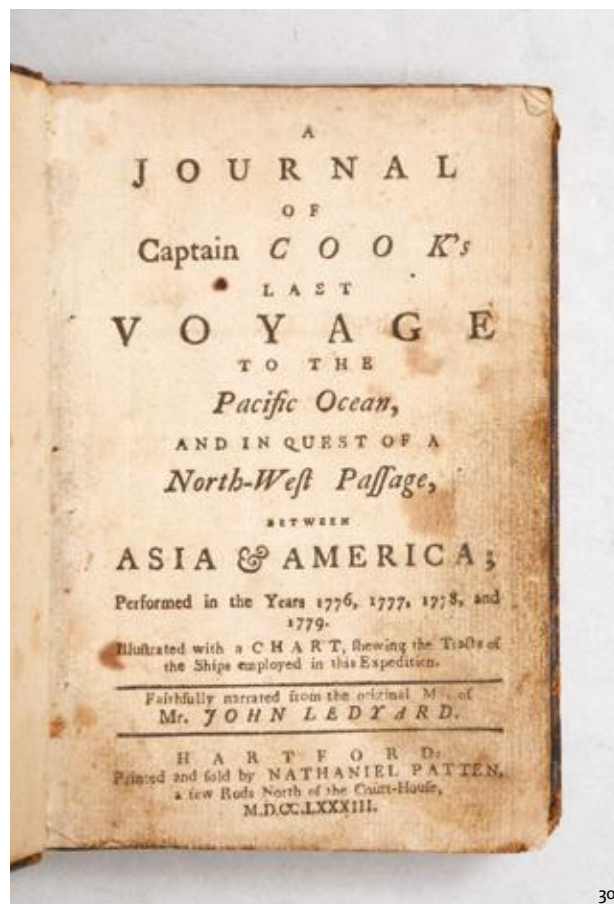 A
JOURNAL
OF
Captain COOK's
LAST
VOYAGE
TO THE
Pacific Ocean,
AND IN QUEST OF A
North-Weſt Paſſage,
BETWEEN
ASIA & AMERICA;
Performed in the Years 1776, 1777, 1778, and
1779.
Illuſtrated with a CHART, ſhewing the Tracts of
the Ships employed in this Expedition.
Faithfully narrated from the original of
Mr. JOHN LEDYARD.
HARTFORD:
Printed and ſold by NATHANIEL PATTEN,
a few Rods North of the Court-Houſe,
M.D.CC.LXXXIII.
30